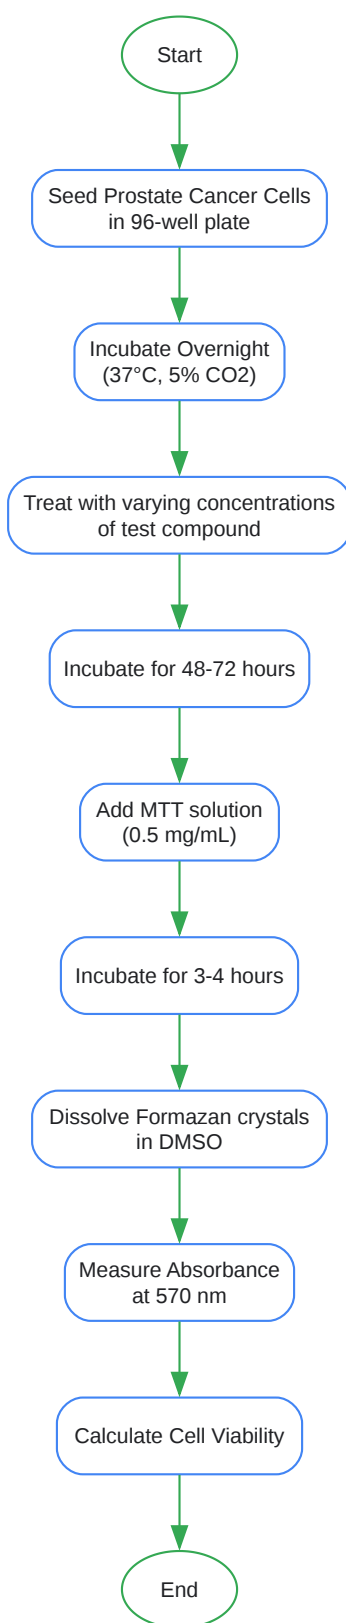 Start
Seed Prostate Cancer Cells
in 96-well plate
Incubate Overnight
(37°C, 5% CO2)
Treat with varying concentrations
of test compound
Incubate for 48-72 hours
Add MTT solution
(0.5 mg/mL)
Incubate for 3-4 hours
Dissolve Formazan crystals
in DMSO
Measure Absorbance
at 570 nm
Calculate Cell Viability
End